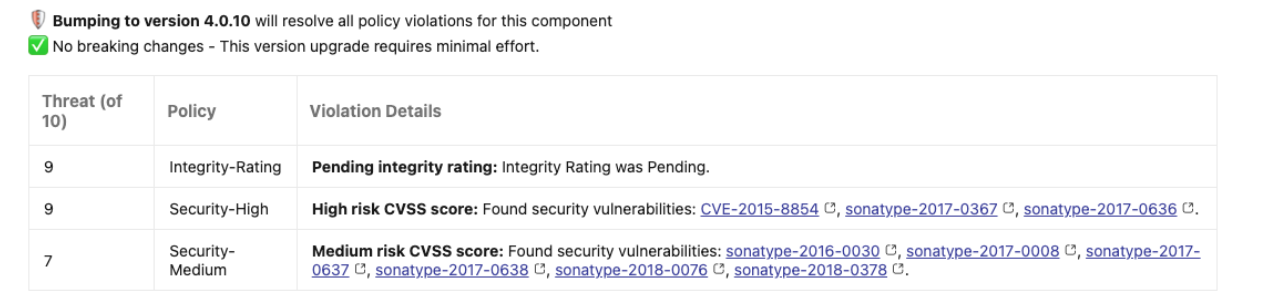 Bumping to version 4.0.10 will resolve all policy violations for this component
No breaking changes - This version upgrade requires minimal effort.
Threat (of
10)
Policy
Violation Details
9
Integrity-Rating
Pending integrity rating: Integrity Rating was Pending.
9
Security-High
High risk CVSS score: Found security vulnerabilities: CVE-2015-8854, sonatype-2017-0367, sonatype-2017-0636.
7
Security-
Medium
Medium risk CVSS score: Found security vulnerabilities: sonatype-2016-0030, sonatype-2017-0008, sonatype-2017-
0637, sonatype-2017-0638, sonatype-2018-0076, sonatype-2018-0378.